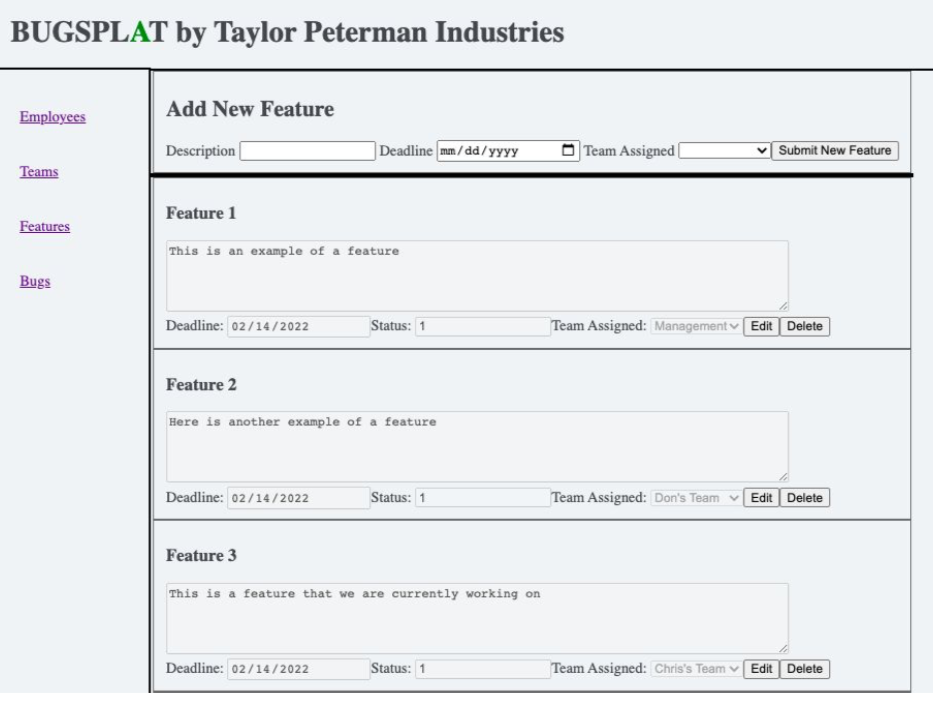 BUGSPLAT by Taylor Peterman Industries
Employees
Teams
Features
Bugs
Add New Feature
Description Deadline mm/dd/yyyy Team Assigned Submit New Feature
Feature 1
This is an example of a feature
Deadline: 02/14/2022 Status: 1 Team Assigned: Management Edit Delete
Feature 2
Here is another example of a feature
Deadline: 02/14/2022 Status: 1 Team Assigned: Don's Team Edit Delete
Feature 3
This is a feature that we are currently working on
Deadline: 02/14/2022 Status: 1 Team Assigned: Chris's Team Edit Delete